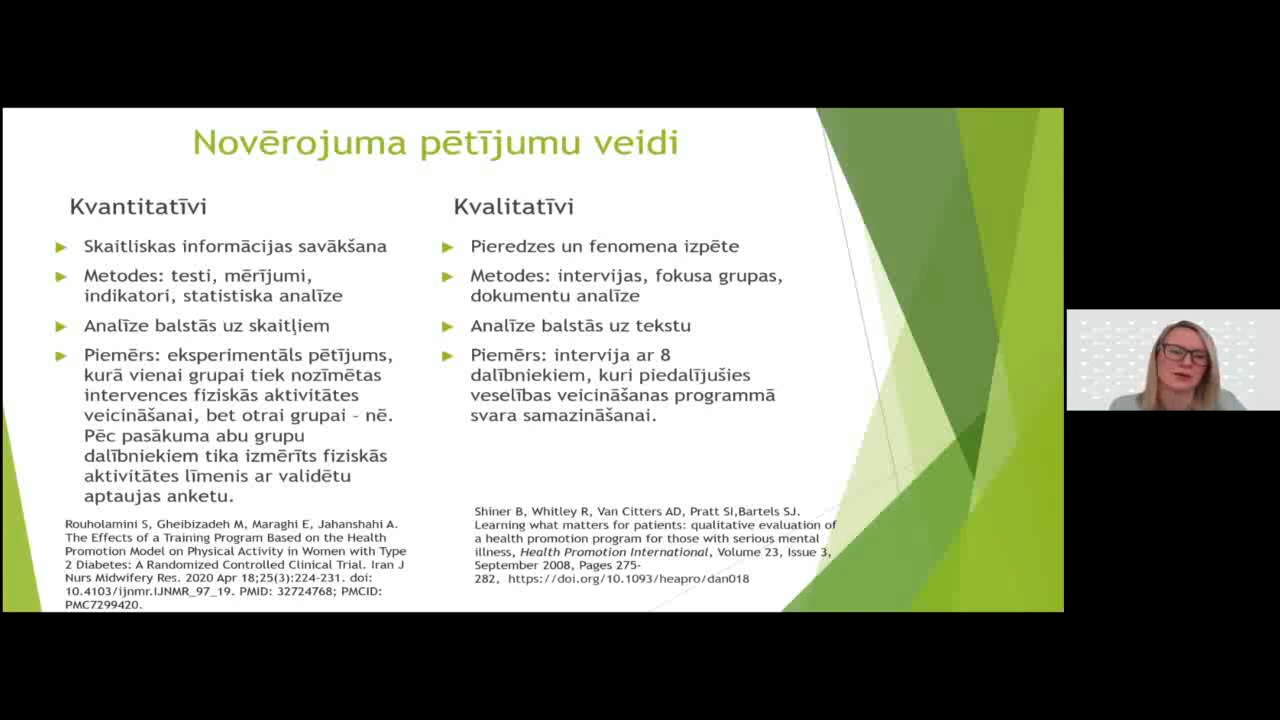 Novērojuma pētījumu veidi
Kvantitatīvi
Skaitliskas informācijas savākšana
Metodes: testi, mērījumi,
indikatori, statistiska analīze
Analīze balstās uz skaitļiem
Piemērs: eksperimentāls pētījums,
kurā vienai grupai tiek nozīmētas
intervences fiziskās aktivitātes
veicināšanai, bet otrai grupai – nē.
Pēc pasākuma abu grupu
dalībniekiem tika izmērīts fiziskās
aktivitātes līmenis ar validētu
aptaujas anketu.
Rouholamini S, Gheibizadeh M, Maraghi E, Jahanshahi A.
The Effects of a Training Program Based on the Health
Promotion Model on Physical Activity in Women with Type
2 Diabetes: A Randomized Controlled Clinical Trial. Iran J
Nurs Midwifery Res. 2020 Apr 18;25(3):224-231. doi:
10.4103/ijnmr.IJNMR_97_19. PMID: 32724768; PMCID:
PMC7299420.
Kvalitatīvi
Pieredzes un fenomena izpēte
Metodes: intervijas, fokusa grupas,
dokumentu analīze
Analīze balstās uz tekstu
Piemērs: intervija ar 8
dalībniekiem, kuri piedalījušies
veselības veicināšanas programmā
svara samazināšanai.
Shiner B, Whitley R, Van Citters AD, Pratt SI,Bartels SJ.
Learning what matters for patients: qualitative evaluation of
a health promotion program for those with serious mental
illness, Health Promotion International, Volume 23, Issue 3,
September 2008, Pages 275-
282, https://doi.org/10.1093/heapro/dan018